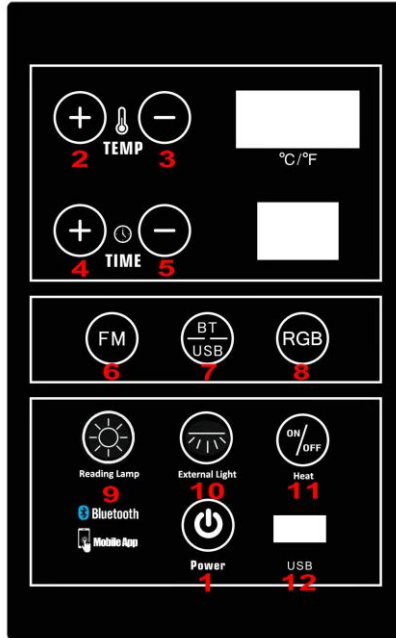 + −
2 TEMP 3
°C/°F
+ −
4 TIME 5
FM BT USB RGB
6 7 8
ON/OFF
Reading Lamp External Light Heat
9 10 11
Bluetooth
Mobile App
Power USB
1 12